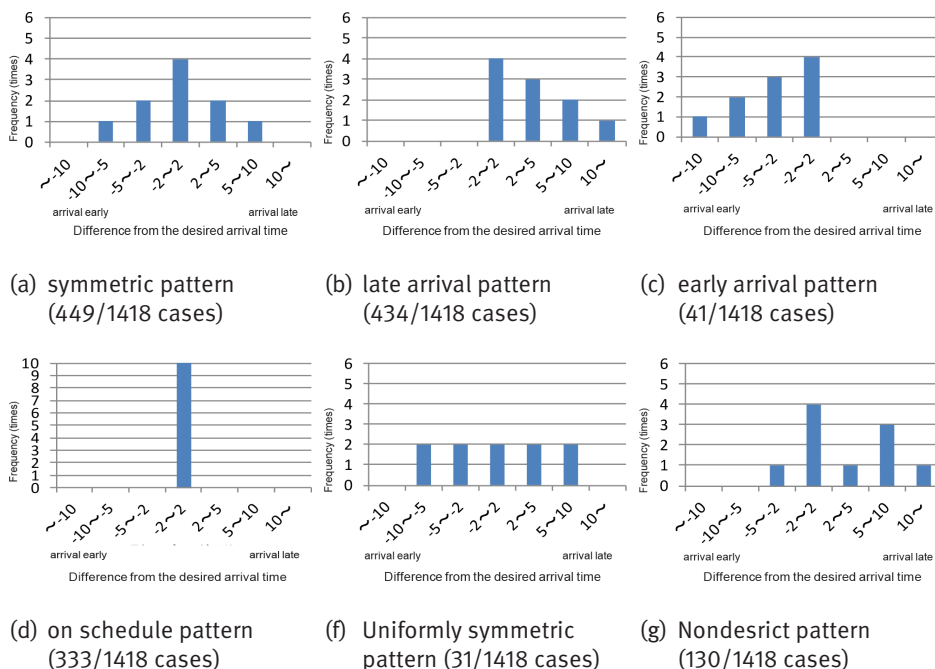 6
5
4
3
2
1
0
Frequency (times)
~-10
-10~-5
-5~-2
-2~2
2~5
5~10
10~
arrival early
arrival late
Difference from the desired arrival time
(a) symmetric pattern
(449/1418 cases)
6
5
4
3
2
1
0
Frequency (times)
~-10
-10~-5
-5~-2
-2~2
2~5
5~10
10~
arrival early
arrival late
Difference from the desired arrival time
(b) late arrival pattern
(434/1418 cases)
6
5
4
3
2
1
0
Frequency (times)
~-10
-10~-5
-5~-2
-2~2
2~5
5~10
10~
arrival early
arrival late
Difference from the desired arrival time
(c) early arrival pattern
(41/1418 cases)
10
9
8
7
6
5
4
3
2
1
0
Frequency (times)
~-10
-10~-5
-5~-2
-2~2
2~5
5~10
10~
arrival early
arrival late
Difference from the desired arrival time
(d) on schedule pattern
(333/1418 cases)
6
5
4
3
2
1
0
Frequency (times)
~-10
-10~-5
-5~-2
-2~2
2~5
5~10
10~
arrival early
arrival late
Difference from the desired arrival time
(f) Uniformly symmetric
pattern (31/1418 cases)
6
5
4
3
2
1
0
Frequency (times)
~-10
-10~-5
-5~-2
-2~2
2~5
5~10
10~
arrival early
arrival late
Difference from the desired arrival time
(g) Nondesrict pattern
(130/1418 cases)